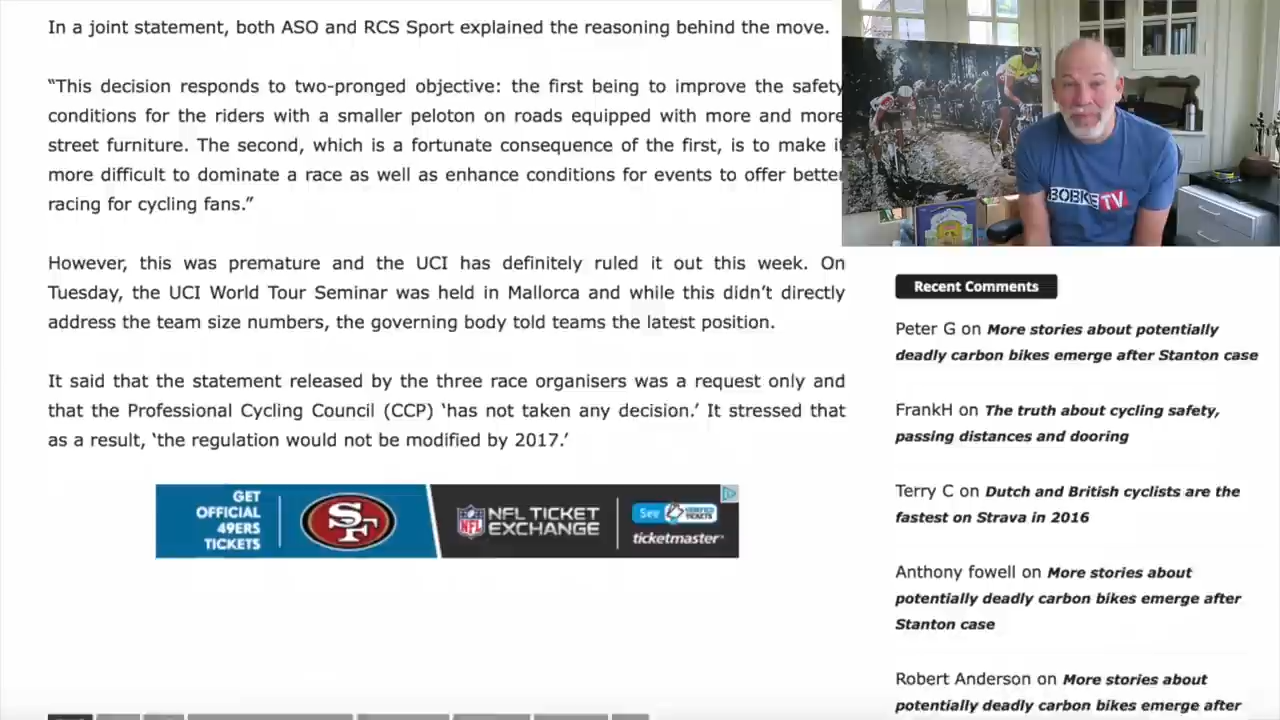 In a joint statement, both ASO and RCS Sport explained the reasoning behind the move.
“This decision responds to two-pronged objective: the first being to improve the safety
conditions for the riders with a smaller peloton on roads equipped with more and more
street furniture. The second, which is a fortunate consequence of the first, is to make it
more difficult to dominate a race as well as enhance conditions for events to offer better
racing for cycling fans.”
However, this was premature and the UCI has definitely ruled it out this week. On
Tuesday, the UCI World Tour Seminar was held in Mallorca and while this didn’t directly
address the team size numbers, the governing body told teams the latest position.
It said that the statement released by the three race organisers was a request only and
that the Professional Cycling Council (CCP) ‘has not taken any decision.’ It stressed that
as a result, ‘the regulation would not be modified by 2017.’
GET
OFFICIAL
49ERS
TICKETS
SF
NFL
NFL TICKET
EXCHANGE
See
VERIFIED
TICKETS
ticketmaster
BOBKE TV
Recent Comments
Peter G on More stories about potentially
deadly carbon bikes emerge after Stanton case
FrankH on The truth about cycling safety,
passing distances and dooring
Terry C on Dutch and British cyclists are the
fastest on Strava in 2016
Anthony fowell on More stories about
potentially deadly carbon bikes emerge after
Stanton case
Robert Anderson on More stories about
potentially deadly carbon bikes emerge after